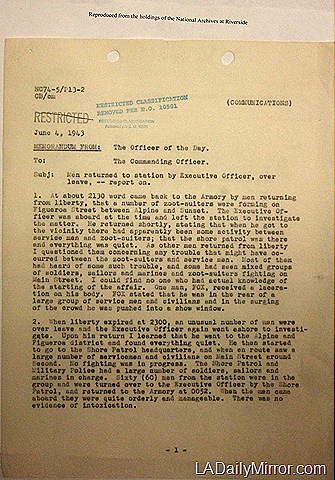 Reproduced from the holdings of the National Archives at Riverside
NC74-5/P13-2
CB/om
RESTRICTED CLASSIFICATION
REMOVED PER E.O. 10501
(COMMUNICATIONS)
RESTRICTED
June 4, 1943
MEMORANDUM FROM: The Officer of the Day.
To: The Commanding Officer.
Subj: Men returned to station by Executive Officer, over
leave, -- report on.
1. At about 2130 word came back to the Armory by men returning
from liberty, that a number of zoot-suiters were forming on
Figueroa Street between Alpine and Sunset. The Executive Of-
ficer was aboard at the time and left the station to investigate
the matter. He returned shortly, stating that when he got to
the vicinity there had apparently been some activity between
service men and zoot-suiters; that the shore patrol was there
and everything was quiet. As other men returned from liberty
I questioned them concerning any trouble that might have oc-
curred between the zoot-suiters and service men. Most of them
had heard of some such trouble, and some had seen mixed groups
of soldiers, sailors and marines and zoot-suiters fighting on
Main Street. I could find no one who had actual knowledge of
the starting of the affair. One man, FOX, received a lacera-
tion on his body. FOX stated that he was in the rear of a
large group of service men and civilians and in the surging
of the crowd he was pushed into a show window.
2. When liberty expired at 2300, an unusual number of men were
over leave and the Executive Officer again went ashore to investi-
gate. Upon his return I learned that he went to the Alpine and
Figueroa district and found everything quiet. He then started
to go to the Shore Patrol headquarters, and when en route saw a
large number of servicemen and civilians on Main Street around
Second. No fighting was in progress. The Shore Patrol and
Military Police had a large number of soldiers, sailors and
marines in charge. Sixty (60) men from the station were in the
group and were turned over to the Executive Officer by the Shore
Patrol, and returned to the Armory at 0052. When the men came
aboard they were quite orderly and manageable. There was no
evidence of intoxication.
- 1 -
LADailyMirror.com